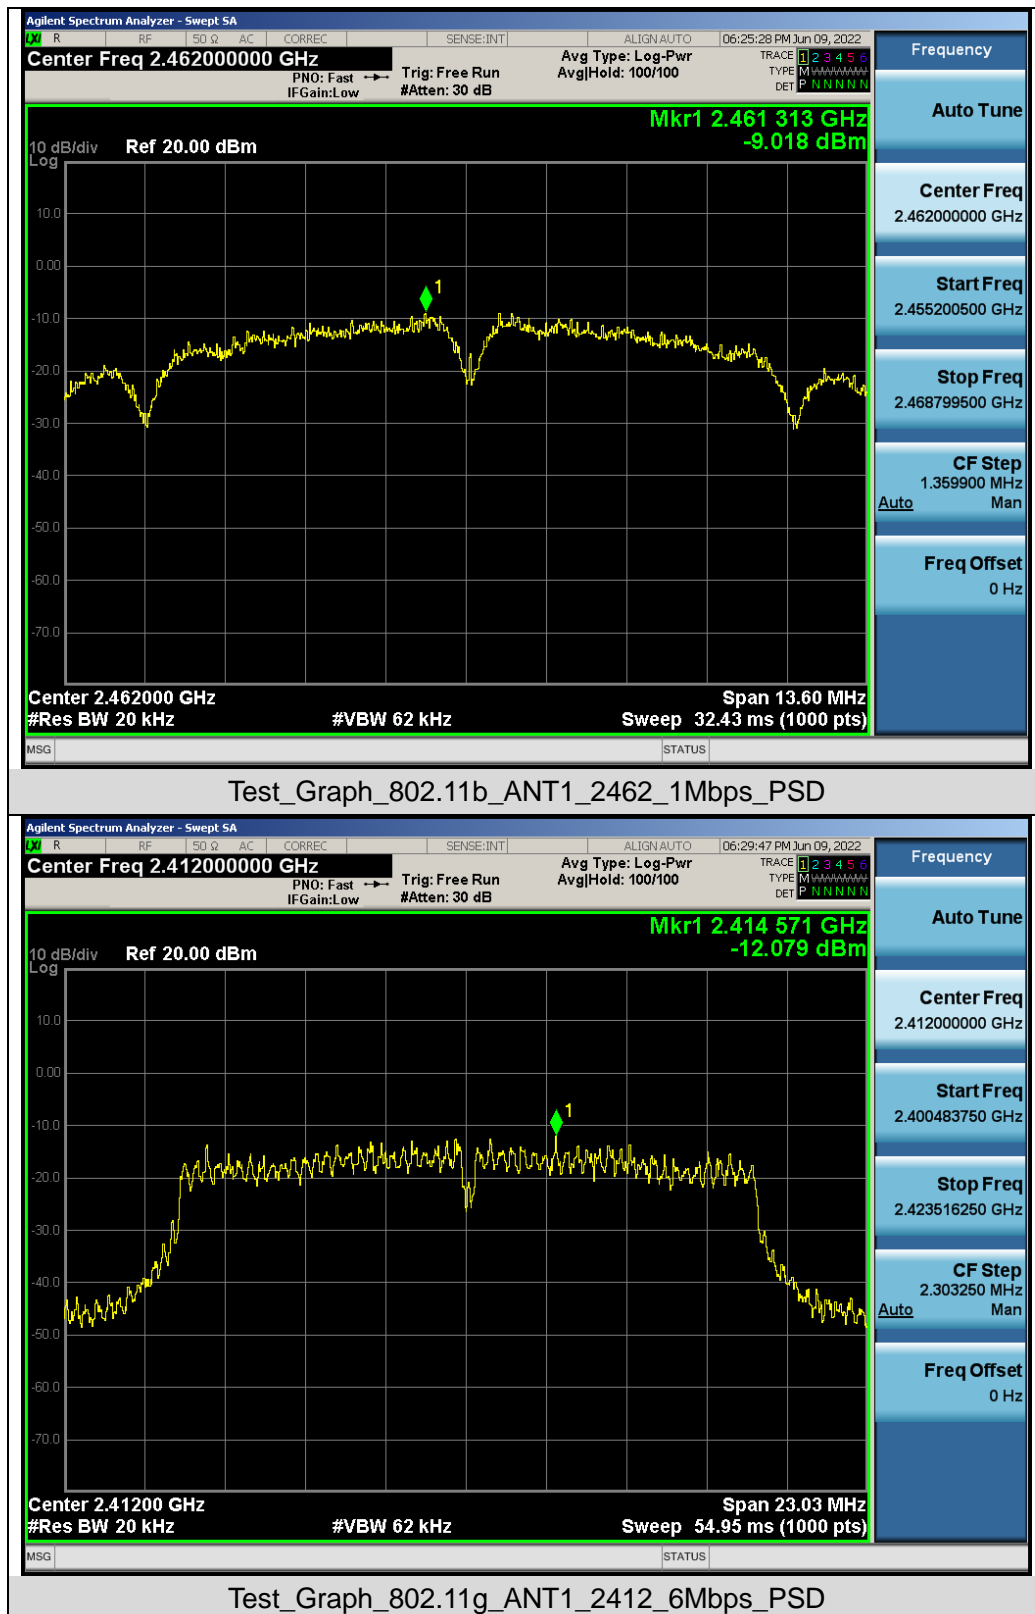 Agilent Spectrum Analyzer - Swept SA
LXI R RF 50 Ω AC CORREC SENSE:INT ALIGN AUTO 06:25:28 PM Jun 09, 2022
Center Freq 2.462000000 GHz
PNO: Fast
IFGain:Low
Trig: Free Run
#Atten: 30 dB
Avg Type: Log-Pwr
Avg|Hold: 100/100
TRACE 1 2 3 4 5 6
TYPE M
DET P N N N N N
Mkr1 2.461 313 GHz
-9.018 dBm
10 dB/div Ref 20.00 dBm
Log
10.0
0.00
1
-10.0
-20.0
-30.0
-40.0
-50.0
-60.0
-70.0
Center 2.462000 GHz Span 13.60 MHz
#Res BW 20 kHz #VBW 62 kHz Sweep 32.43 ms (1000 pts)
MSG STATUS
Frequency
Auto Tune
Center Freq
2.462000000 GHz
Start Freq
2.455200500 GHz
Stop Freq
2.468799500 GHz
CF Step
1.359900 MHz
Auto Man
Freq Offset
0 Hz
Test_Graph_802.11b_ANT1_2462_1Mbps_PSD
Agilent Spectrum Analyzer - Swept SA
LXI R RF 50 Ω AC CORREC SENSE:INT ALIGN AUTO 06:29:47 PM Jun 09, 2022
Center Freq 2.412000000 GHz
PNO: Fast
IFGain:Low
Trig: Free Run
#Atten: 30 dB
Avg Type: Log-Pwr
Avg|Hold: 100/100
TRACE 1 2 3 4 5 6
TYPE M
DET P N N N N N
Mkr1 2.414 571 GHz
-12.079 dBm
10 dB/div Ref 20.00 dBm
Log
10.0
0.00
1
-10.0
-20.0
-30.0
-40.0
-50.0
-60.0
-70.0
Center 2.41200 GHz Span 23.03 MHz
#Res BW 20 kHz #VBW 62 kHz Sweep 54.95 ms (1000 pts)
MSG STATUS
Frequency
Auto Tune
Center Freq
2.412000000 GHz
Start Freq
2.400483750 GHz
Stop Freq
2.423516250 GHz
CF Step
2.303250 MHz
Auto Man
Freq Offset
0 Hz
Test_Graph_802.11g_ANT1_2412_6Mbps_PSD